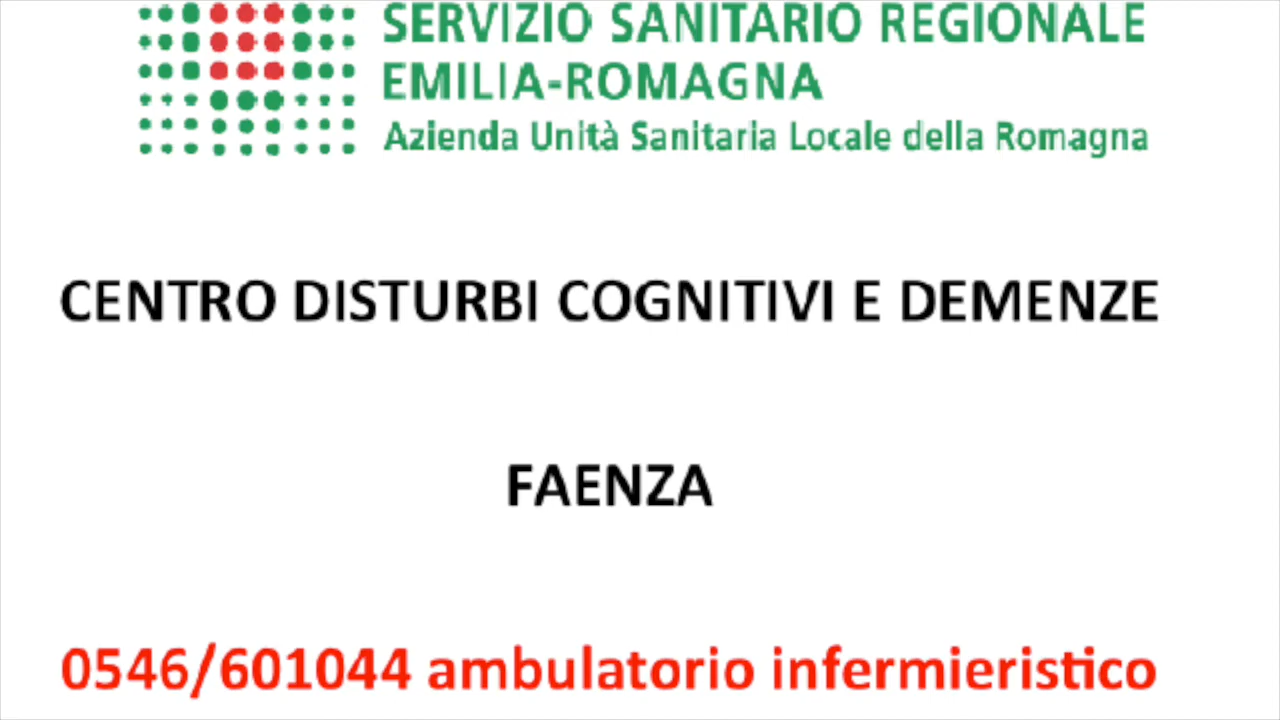 SERVIZIO SANITARIO REGIONALE
EMILIA-ROMAGNA
Azienda Unità Sanitaria Locale della Romagna
CENTRO DISTURBI COGNITIVI E DEMENZE
FAENZA
0546/601044 ambulatorio infermieristico